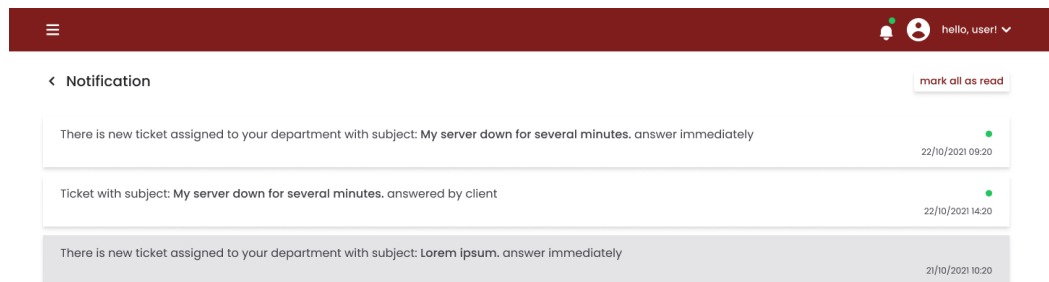 hello, user!
Notification
mark all as read
There is new ticket assigned to your department with subject: My server down for several minutes. answer immediately
22/10/2021 09:20
Ticket with subject: My server down for several minutes. answered by client
22/10/2021 14:20
There is new ticket assigned to your department with subject: Lorem ipsum. answer immediately
21/10/2021 10:20